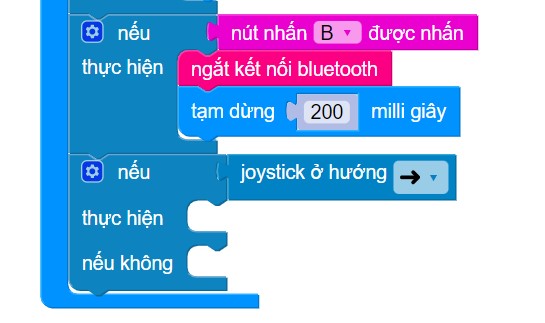 nếu nút nhấn B được nhấn
thực hiện ngắt kết nối bluetooth
tạm dừng 200 milli giây
nếu joystick ở hướng ➔
thực hiện
nếu không